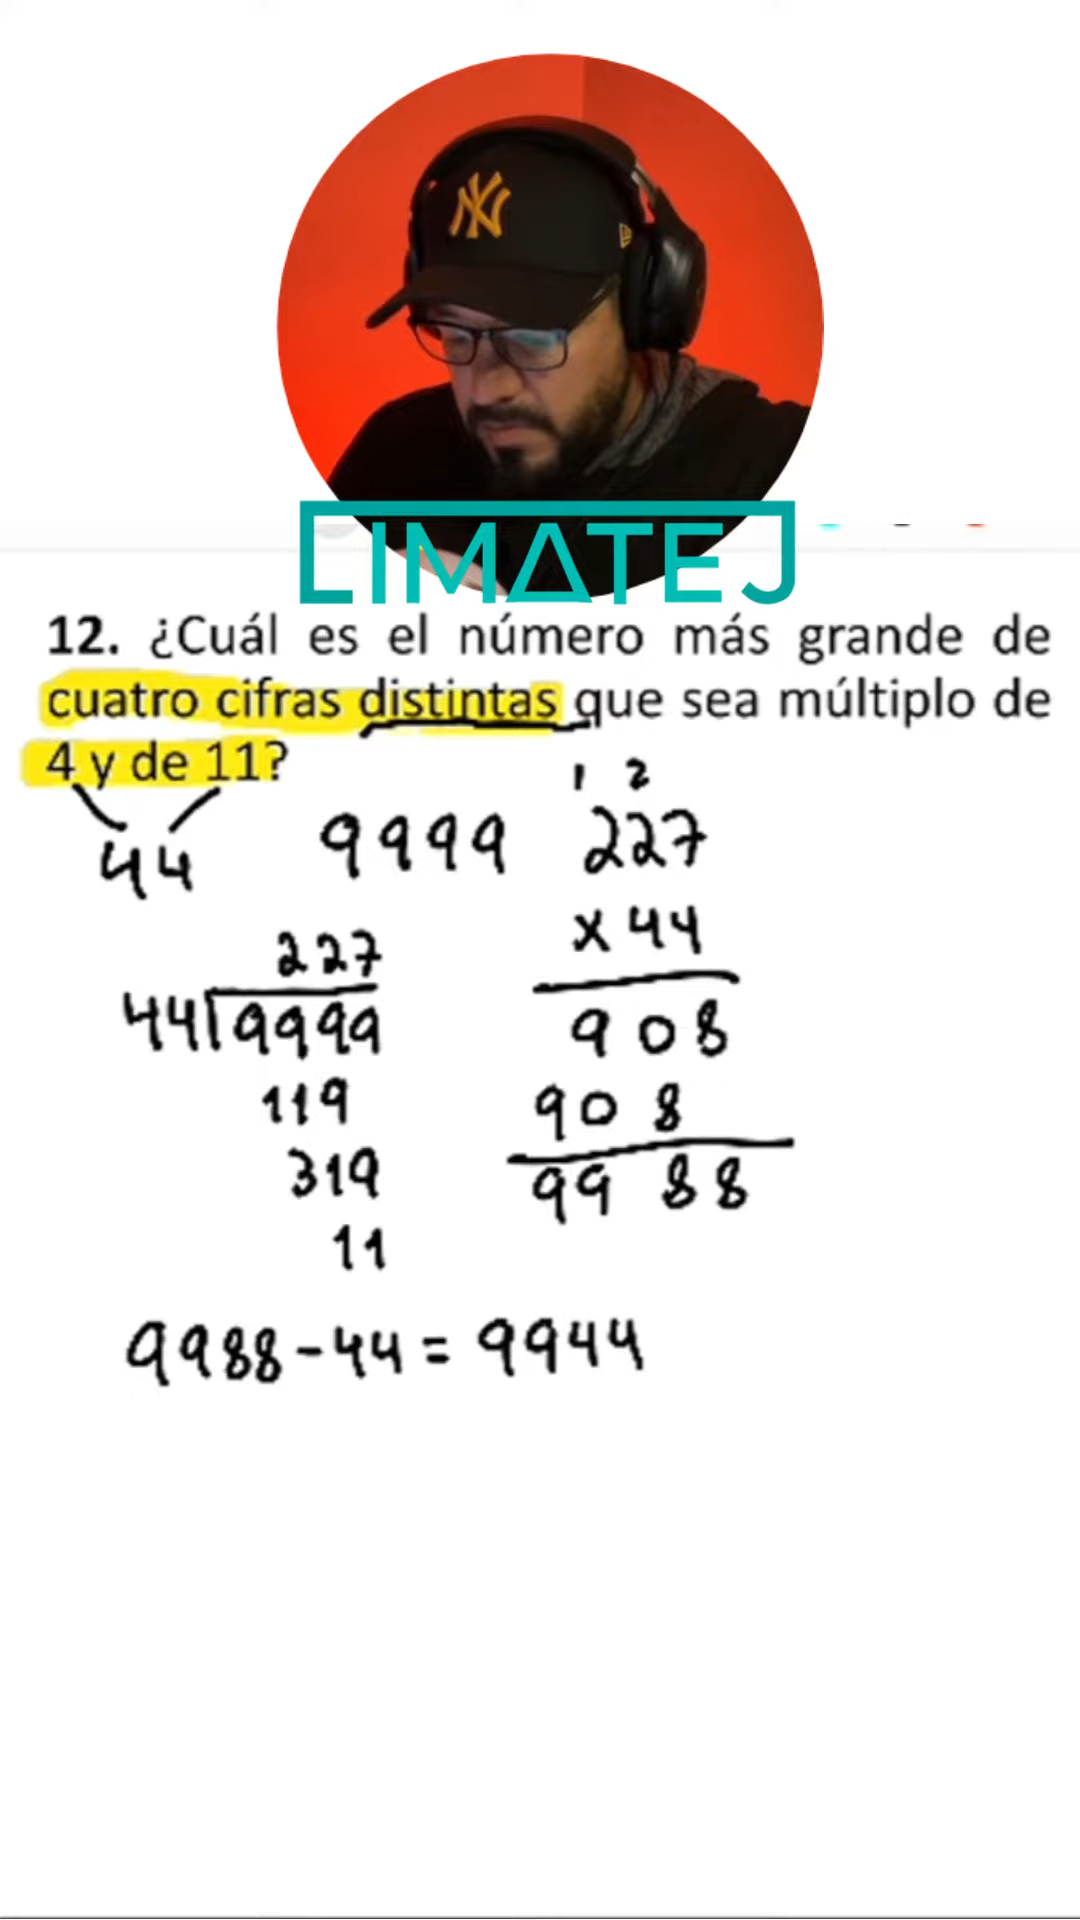 NY
LIMATEJ
12. ¿Cuál es el número más grande de
cuatro cifras distintas que sea múltiplo de
4 y de 11?
1 2
44 9999 227
x 44
227
44 9999
908
119
908
319
9988
11
9988-44=9944